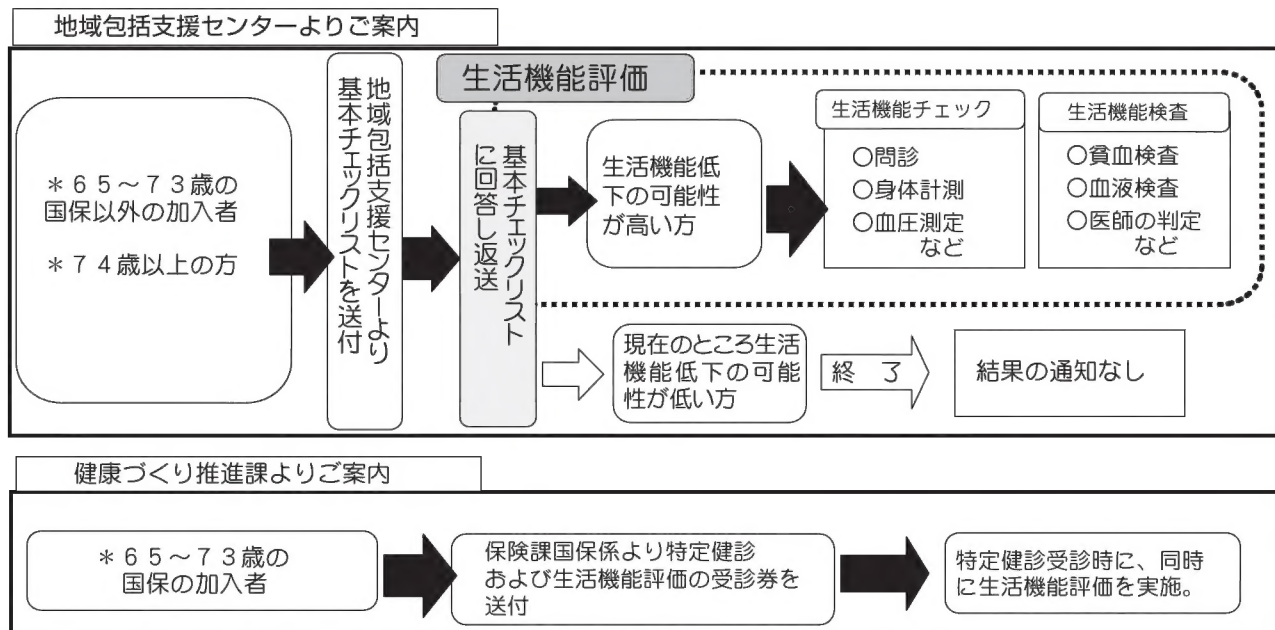 地域包括支援センターよりご案内
＊６５～７３歳の
国保以外の加入者
＊７４歳以上の方
地域包括支援センターより
基本チェックリストを送付
生活機能評価
基本チェックリスト
に回答し返送
生活機能低
下の可能性
が高い方
生活機能チェック
○問診
○身体計測
○血圧測定
など
生活機能検査
○貧血検査
○血液検査
○医師の判定
など
現在のところ生活
機能低下の可能
性が低い方
終　了
結果の通知なし
健康づくり推進課よりご案内
＊６５～７３歳の
国保の加入者
保険課国保係より特定健診
および生活機能評価の受診券を
送付
特定健診受診時に、同時
に生活機能評価を実施。